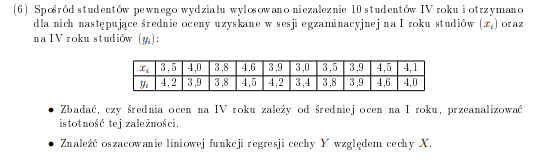 (6) Spośród studentów pewnego wydziału wylosowano niezależnie 10 studentów IV roku i otrzymano
dla nich następujące średnie oceny uzyskane w sesji egzaminacyjnej na I roku studiów (x_i) oraz
na IV roku studiów (y_i):
x_i 3,5 4,0 3,8 4,6 3,9 3,0 3,5 3,9 4,5 4,1
y_i 4,2 3,9 3,8 4,5 4,2 3,4 3,8 3,9 4,6 4,0
• Zbadać, czy średnia ocen na IV roku zależy od średniej ocen na I roku, przeanalizować
istotność tej zależności.
• Znaleźć oszacowanie liniowej funkcji regresji cechy Y względem cechy X.